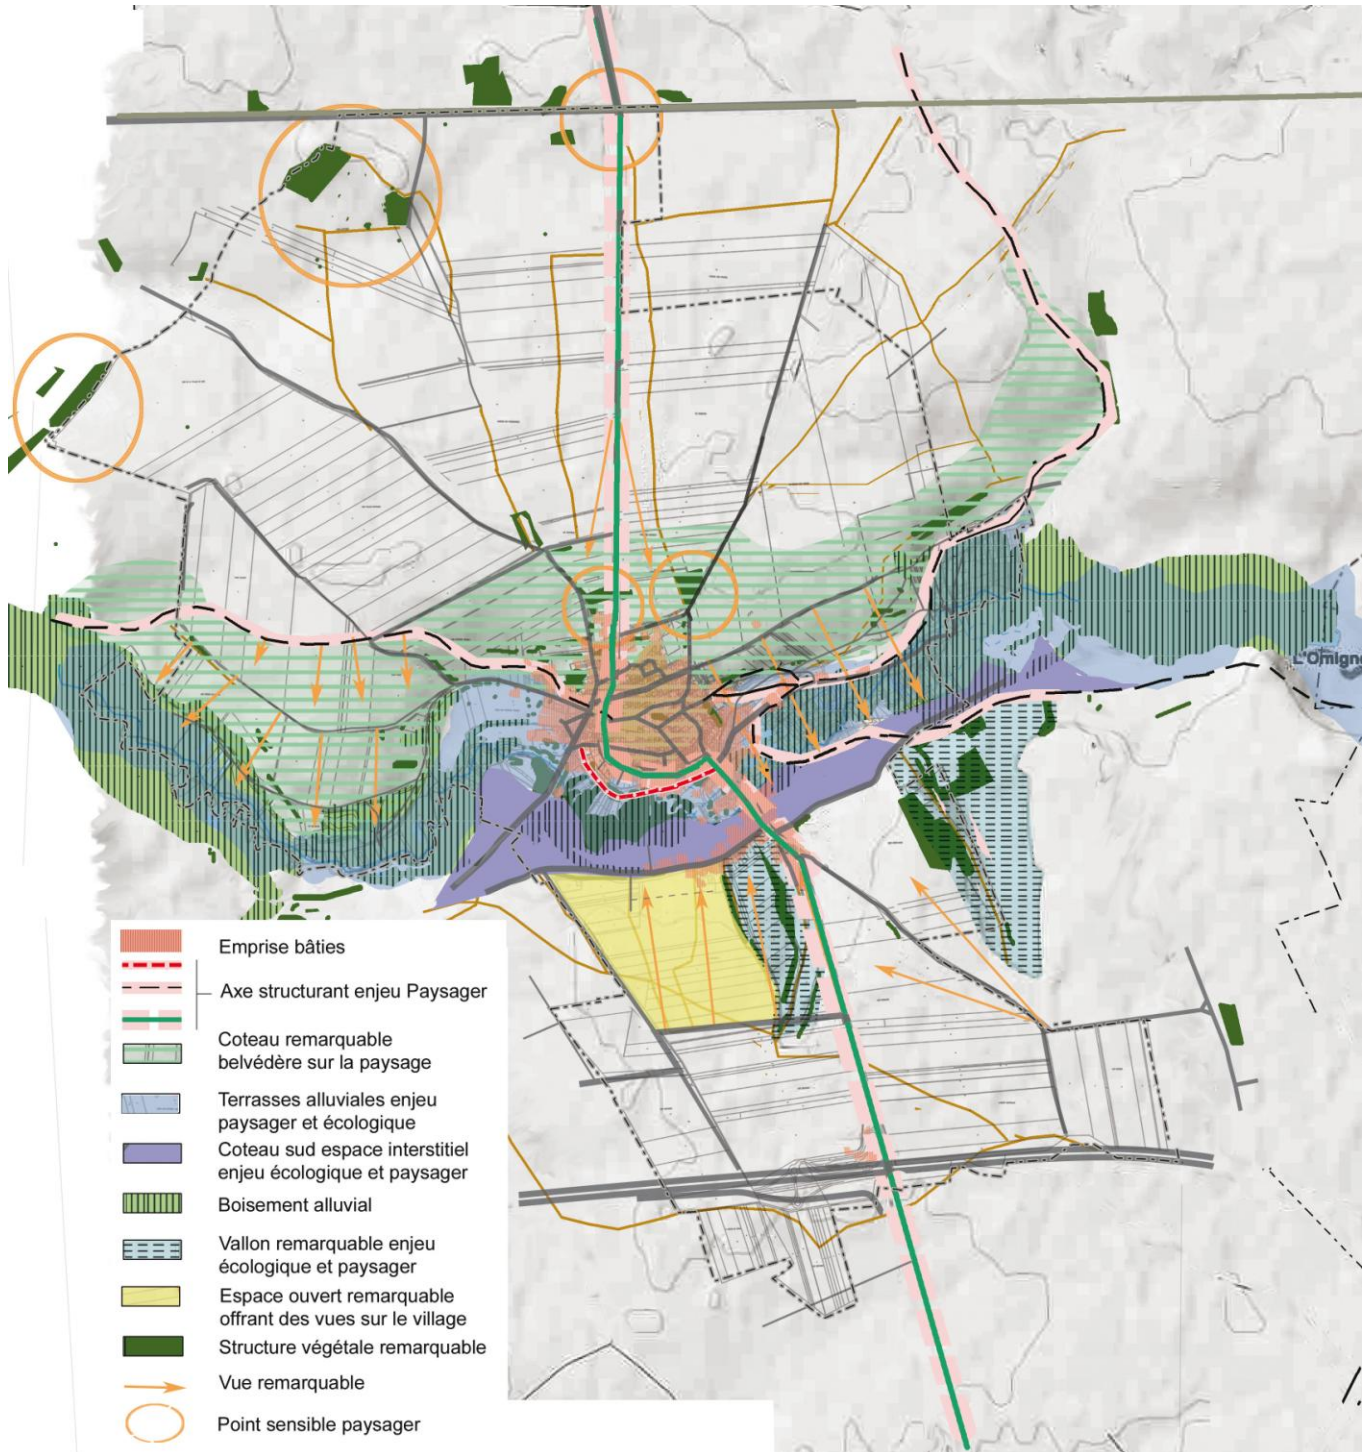 L'Omign
Emprise bâties
Axe structurant enjeu Paysager
Coteau remarquable
belvédère sur la paysage
Terrasses alluviales enjeu
paysager et écologique
Coteau sud espace interstitiel
enjeu écologique et paysager
Boisement alluvial
Vallon remarquable enjeu
écologique et paysager
Espace ouvert remarquable
offrant des vues sur le village
Structure végétale remarquable
Vue remarquable
Point sensible paysager